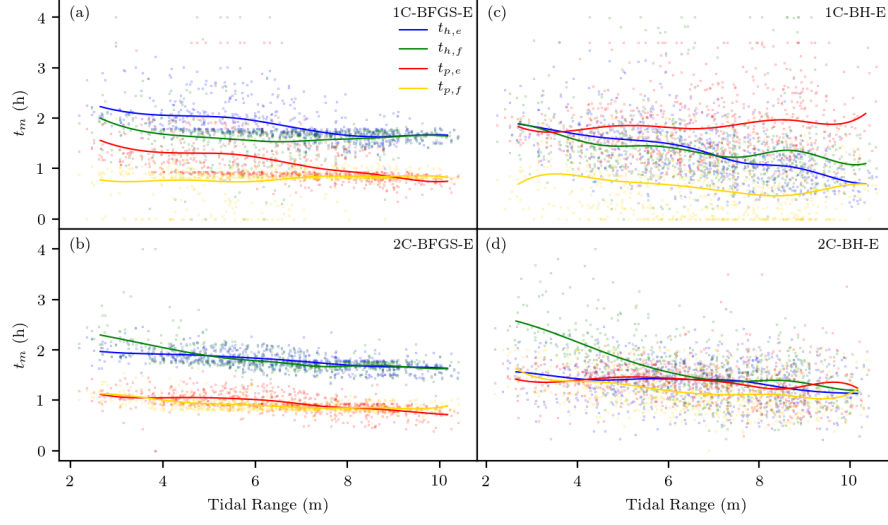 (a) 1C-BFGS-E
t_{h,e}
t_{h,f}
t_{p,e}
t_{p,f}
4
3
2
1
0
t_m (h)
(c) 1C-BH-E
(b) 2C-BFGS-E
4
3
2
1
0
t_m (h)
2 4 6 8 10
Tidal Range (m)
(d) 2C-BH-E
2 4 6 8 10
Tidal Range (m)